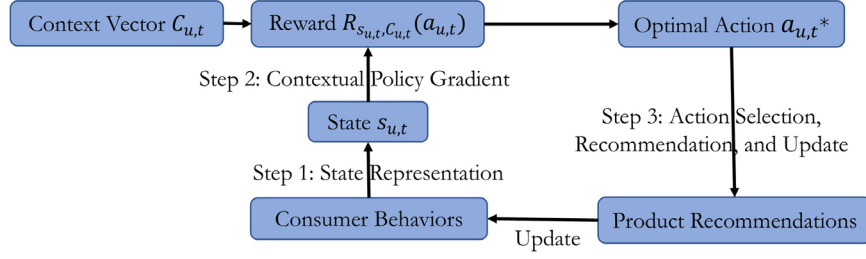 Context Vector C_{u,t}
Reward R_{s_{u,t},C_{u,t}}(a_{u,t})
Optimal Action a_{u,t}*
Step 2: Contextual Policy Gradient
State s_{u,t}
Step 3: Action Selection,
Recommendation, and Update
Step 1: State Representation
Consumer Behaviors
Product Recommendations
Update